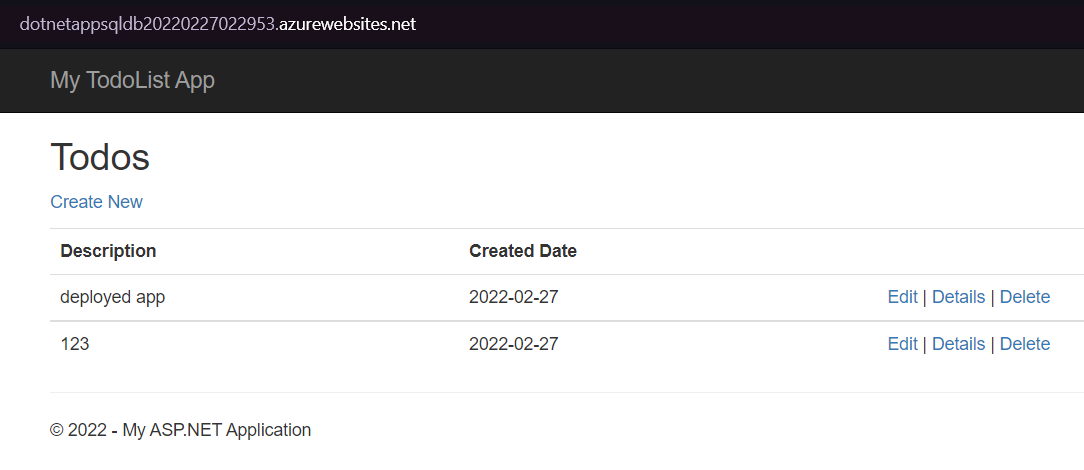 dotnetappsqldb20220227022953.azurewebsites.net
My TodoList App
Todos
Create New
Description Created Date
deployed app 2022-02-27 Edit | Details | Delete
123 2022-02-27 Edit | Details | Delete
© 2022 - My ASP.NET Application